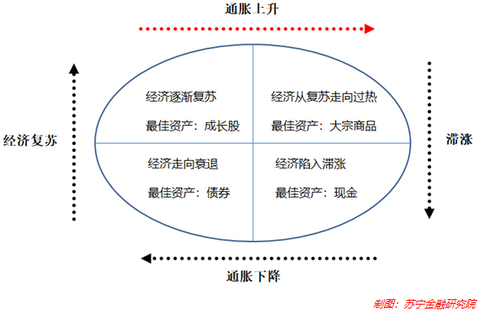 通胀上升
经济复苏
经济逐渐复苏
最佳资产：成长股
经济从复苏走向过热
最佳资产：大宗商品
经济走向衰退
最佳资产：债券
经济陷入滞涨
最佳资产：现金
滞涨
通胀下降
制图：苏宁金融研究院